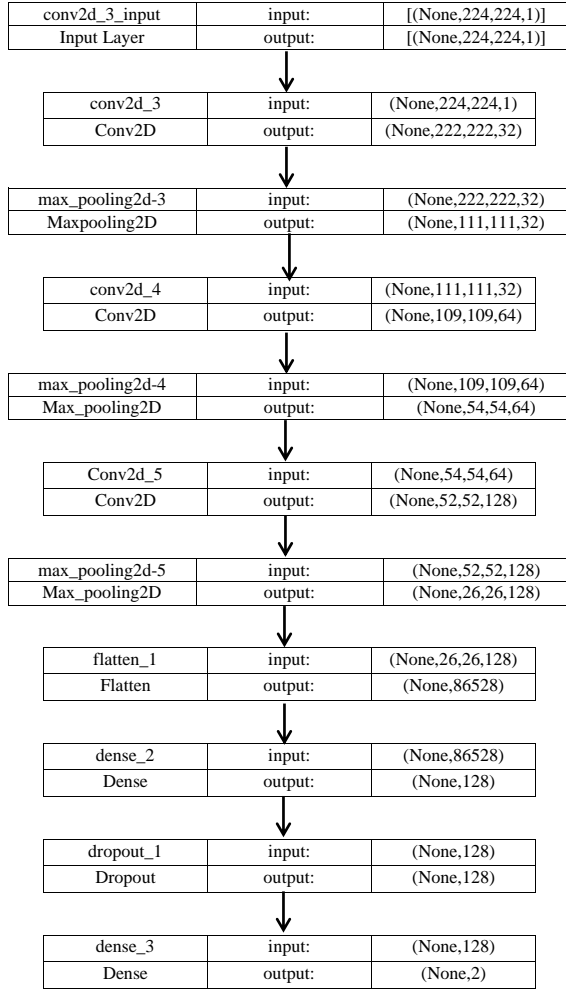 conv2d_3_input input: [(None,224,224,1)]
Input Layer output: [(None,224,224,1)]
conv2d_3 input: (None,224,224,1)
Conv2D output: (None,222,222,32)
max_pooling2d-3 input: (None,222,222,32)
Maxpooling2D output: (None,111,111,32)
conv2d_4 input: (None,111,111,32)
Conv2D output: (None,109,109,64)
max_pooling2d-4 input: (None,109,109,64)
Max_pooling2D output: (None,54,54,64)
Conv2d_5 input: (None,54,54,64)
Conv2D output: (None,52,52,128)
max_pooling2d-5 input: (None,52,52,128)
Max_pooling2D output: (None,26,26,128)
flatten_1 input: (None,26,26,128)
Flatten output: (None,86528)
dense_2 input: (None,86528)
Dense output: (None,128)
dropout_1 input: (None,128)
Dropout output: (None,128)
dense_3 input: (None,128)
Dense output: (None,2)